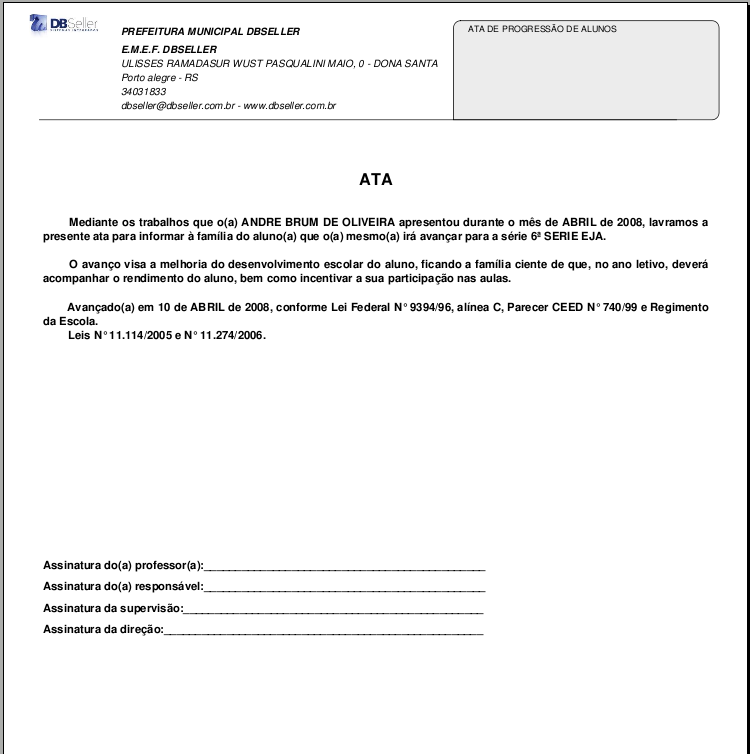 DBSeller
SISTEMAS INTEGRADOS
PREFEITURA MUNICIPAL DBSELLER
E.M.E.F. DBSELLER
ULISSES RAMADASUR WUST PASQUALINI MAIO, 0 - DONA SANTA
Porto alegre - RS
34031833
dbseller@dbseller.com.br - www.dbseller.com.br
ATA DE PROGRESSÃO DE ALUNOS
ATA
Mediante os trabalhos que o(a) ANDRE BRUM DE OLIVEIRA apresentou durante o mês de ABRIL de 2008, lavramos a
presente ata para informar à família do aluno(a) que o(a) mesmo(a) irá avançar para a série 6ª SERIE EJA.
O avanço visa a melhoria do desenvolvimento escolar do aluno, ficando a família ciente de que, no ano letivo, deverá
acompanhar o rendimento do aluno, bem como incentivar a sua participação nas aulas.
Avançado(a) em 10 de ABRIL de 2008, conforme Lei Federal N° 9394/96, alínea C, Parecer CEED N° 740/99 e Regimento
da Escola.
Leis N° 11.114/2005 e N° 11.274/2006.
Assinatura do(a) professor(a):____________________________________________
Assinatura do(a) responsável:____________________________________________
Assinatura da supervisão:_______________________________________________
Assinatura da direção:__________________________________________________